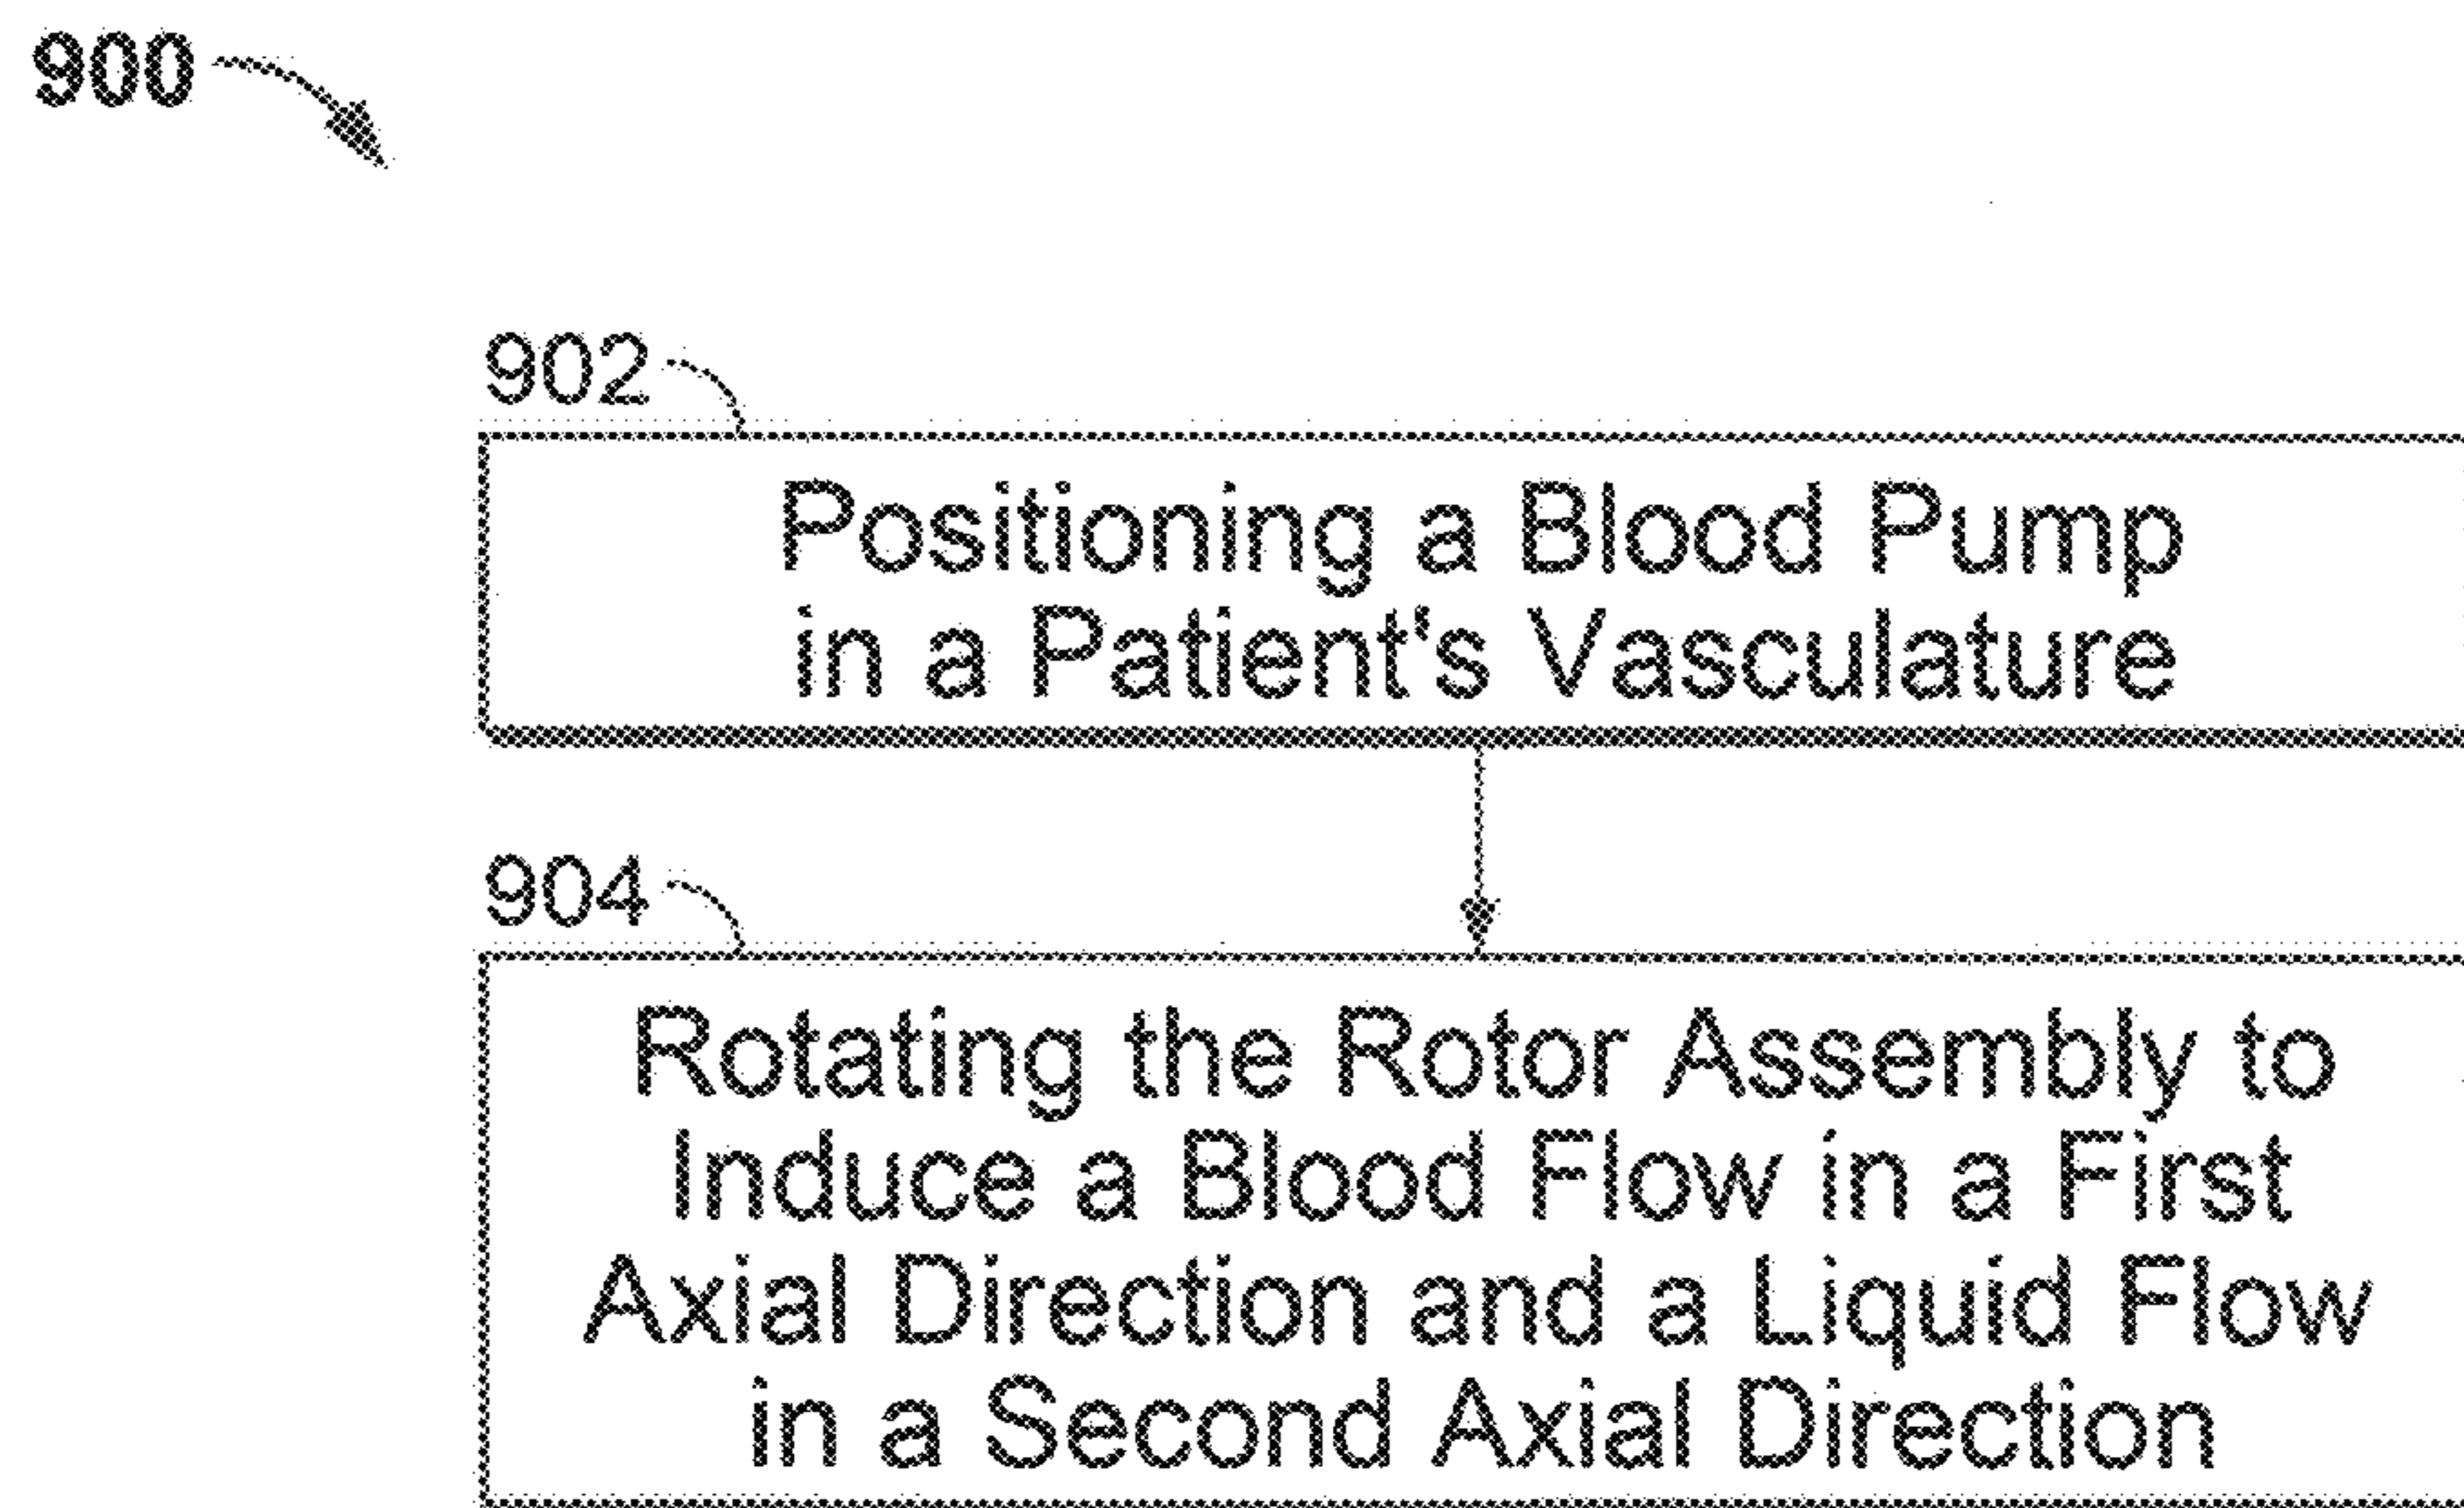 900
902
Positioning a Blood Pump
in a Patient's Vasculature
904
Rotating the Rotor Assembly to
Induce a Blood Flow in a First
Axial Direction and a Liquid Flow
in a Second Axial Direction